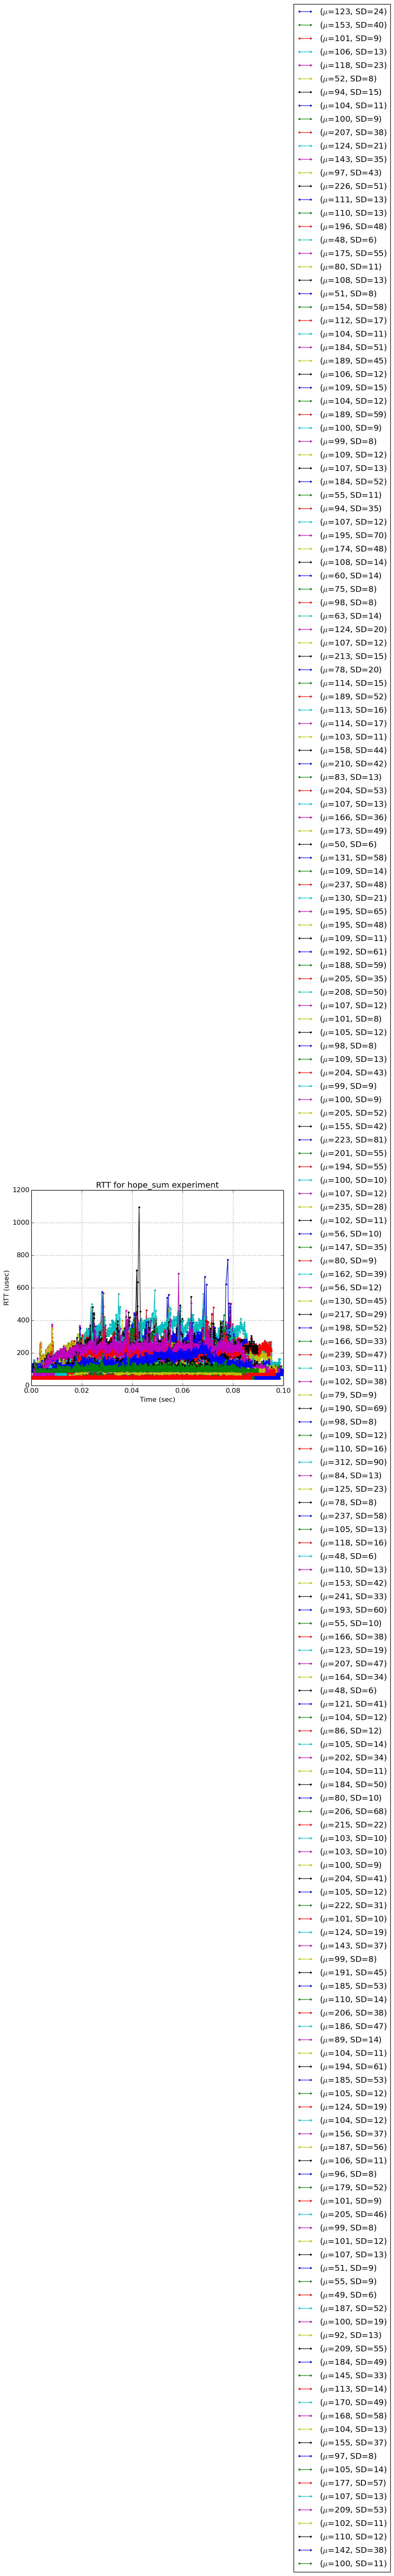 (μ=123, SD=24)
(μ=153, SD=40)
(μ=101, SD=9)
(μ=106, SD=13)
(μ=118, SD=23)
(μ=52, SD=8)
(μ=94, SD=15)
(μ=104, SD=11)
(μ=100, SD=9)
(μ=207, SD=38)
(μ=124, SD=21)
(μ=143, SD=35)
(μ=97, SD=43)
(μ=226, SD=51)
(μ=111, SD=13)
(μ=110, SD=13)
(μ=196, SD=48)
(μ=48, SD=6)
(μ=175, SD=55)
(μ=80, SD=11)
(μ=108, SD=13)
(μ=51, SD=8)
(μ=154, SD=58)
(μ=112, SD=17)
(μ=104, SD=11)
(μ=184, SD=51)
(μ=189, SD=45)
(μ=106, SD=12)
(μ=109, SD=15)
(μ=104, SD=12)
(μ=189, SD=59)
(μ=100, SD=9)
(μ=99, SD=8)
(μ=109, SD=12)
(μ=107, SD=13)
(μ=184, SD=52)
(μ=55, SD=11)
(μ=94, SD=35)
(μ=107, SD=12)
(μ=195, SD=70)
(μ=174, SD=48)
(μ=108, SD=14)
(μ=60, SD=14)
(μ=75, SD=8)
(μ=98, SD=8)
(μ=63, SD=14)
(μ=124, SD=20)
(μ=107, SD=12)
(μ=213, SD=15)
(μ=78, SD=20)
(μ=114, SD=15)
(μ=189, SD=52)
(μ=113, SD=16)
(μ=114, SD=17)
(μ=103, SD=11)
(μ=158, SD=44)
(μ=210, SD=42)
(μ=83, SD=13)
(μ=204, SD=53)
(μ=107, SD=13)
(μ=166, SD=36)
(μ=173, SD=49)
(μ=50, SD=6)
(μ=131, SD=58)
(μ=109, SD=14)
(μ=237, SD=48)
(μ=130, SD=21)
(μ=195, SD=65)
(μ=195, SD=48)
(μ=109, SD=11)
(μ=192, SD=61)
(μ=188, SD=59)
(μ=205, SD=35)
(μ=208, SD=50)
(μ=107, SD=12)
(μ=101, SD=8)
(μ=105, SD=12)
(μ=98, SD=8)
(μ=109, SD=13)
(μ=204, SD=43)
(μ=99, SD=9)
(μ=100, SD=9)
(μ=205, SD=52)
(μ=155, SD=42)
(μ=223, SD=81)
(μ=201, SD=55)
(μ=194, SD=55)
(μ=100, SD=10)
(μ=107, SD=12)
(μ=235, SD=28)
(μ=102, SD=11)
(μ=56, SD=10)
(μ=147, SD=35)
(μ=80, SD=9)
(μ=162, SD=39)
(μ=56, SD=12)
(μ=130, SD=45)
(μ=217, SD=29)
(μ=198, SD=52)
(μ=166, SD=33)
(μ=239, SD=47)
(μ=103, SD=11)
(μ=102, SD=38)
(μ=79, SD=9)
(μ=190, SD=69)
(μ=98, SD=8)
(μ=109, SD=12)
(μ=110, SD=16)
(μ=312, SD=90)
(μ=84, SD=13)
(μ=125, SD=23)
(μ=78, SD=8)
(μ=237, SD=58)
(μ=105, SD=13)
(μ=118, SD=16)
(μ=48, SD=6)
(μ=110, SD=13)
(μ=153, SD=42)
(μ=241, SD=33)
(μ=193, SD=60)
(μ=55, SD=10)
(μ=166, SD=38)
(μ=123, SD=19)
(μ=207, SD=47)
(μ=164, SD=34)
(μ=48, SD=6)
(μ=121, SD=41)
(μ=104, SD=12)
(μ=86, SD=12)
(μ=105, SD=14)
(μ=202, SD=34)
(μ=104, SD=11)
(μ=184, SD=50)
(μ=80, SD=10)
(μ=206, SD=68)
(μ=215, SD=22)
(μ=103, SD=10)
(μ=103, SD=10)
(μ=100, SD=9)
(μ=204, SD=41)
(μ=105, SD=12)
(μ=222, SD=31)
(μ=101, SD=10)
(μ=124, SD=19)
(μ=143, SD=37)
(μ=99, SD=8)
(μ=191, SD=45)
(μ=185, SD=53)
(μ=110, SD=14)
(μ=206, SD=38)
(μ=186, SD=47)
(μ=89, SD=14)
(μ=104, SD=11)
(μ=194, SD=61)
(μ=185, SD=53)
(μ=105, SD=12)
(μ=124, SD=19)
(μ=104, SD=12)
(μ=156, SD=37)
(μ=187, SD=56)
(μ=106, SD=11)
(μ=96, SD=8)
(μ=179, SD=52)
(μ=101, SD=9)
(μ=205, SD=46)
(μ=99, SD=8)
(μ=101, SD=12)
(μ=107, SD=13)
(μ=51, SD=9)
(μ=55, SD=9)
(μ=49, SD=6)
(μ=187, SD=52)
(μ=100, SD=19)
(μ=92, SD=13)
(μ=209, SD=55)
(μ=184, SD=49)
(μ=145, SD=33)
(μ=113, SD=14)
(μ=170, SD=49)
(μ=168, SD=58)
(μ=104, SD=13)
(μ=155, SD=37)
(μ=97, SD=8)
(μ=105, SD=14)
(μ=177, SD=57)
(μ=107, SD=13)
(μ=209, SD=53)
(μ=102, SD=11)
(μ=110, SD=12)
(μ=142, SD=38)
(μ=100, SD=11)
RTT for hope_sum experiment
RTT (usec)
1200
1000
800
600
400
200
0
0.00 0.02 0.04 0.06 0.08 0.10
Time (sec)